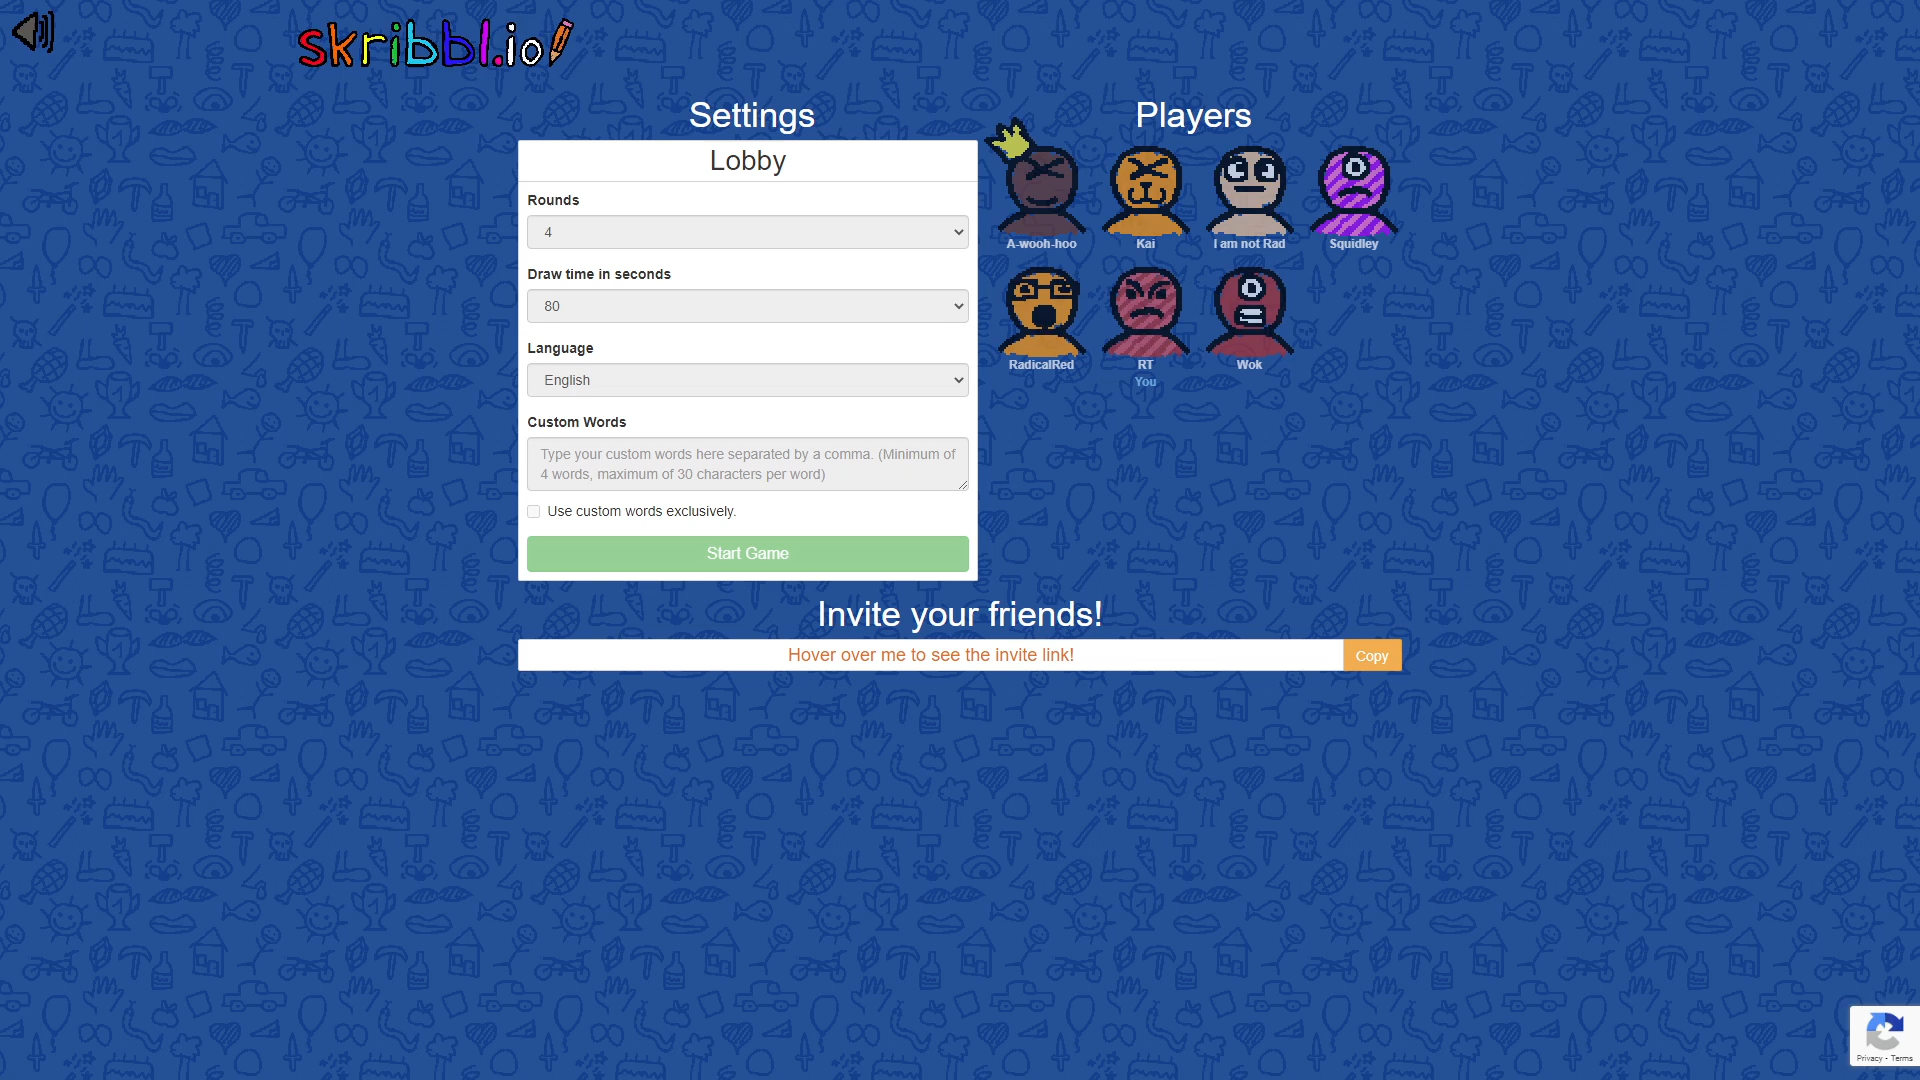 skribbl.io
Settings
Players
Lobby
Rounds
4
Draw time in seconds
80
Language
English
Custom Words
Type your custom words here separated by a comma. (Minimum of
4 words, maximum of 30 characters per word)
Use custom words exclusively.
Start Game
A-wooh-hoo
Kai
I am not Rad
Squidley
RadicalRed
RT
You
Wok
Invite your friends!
Hover over me to see the invite link!
Copy
Privacy - Terms